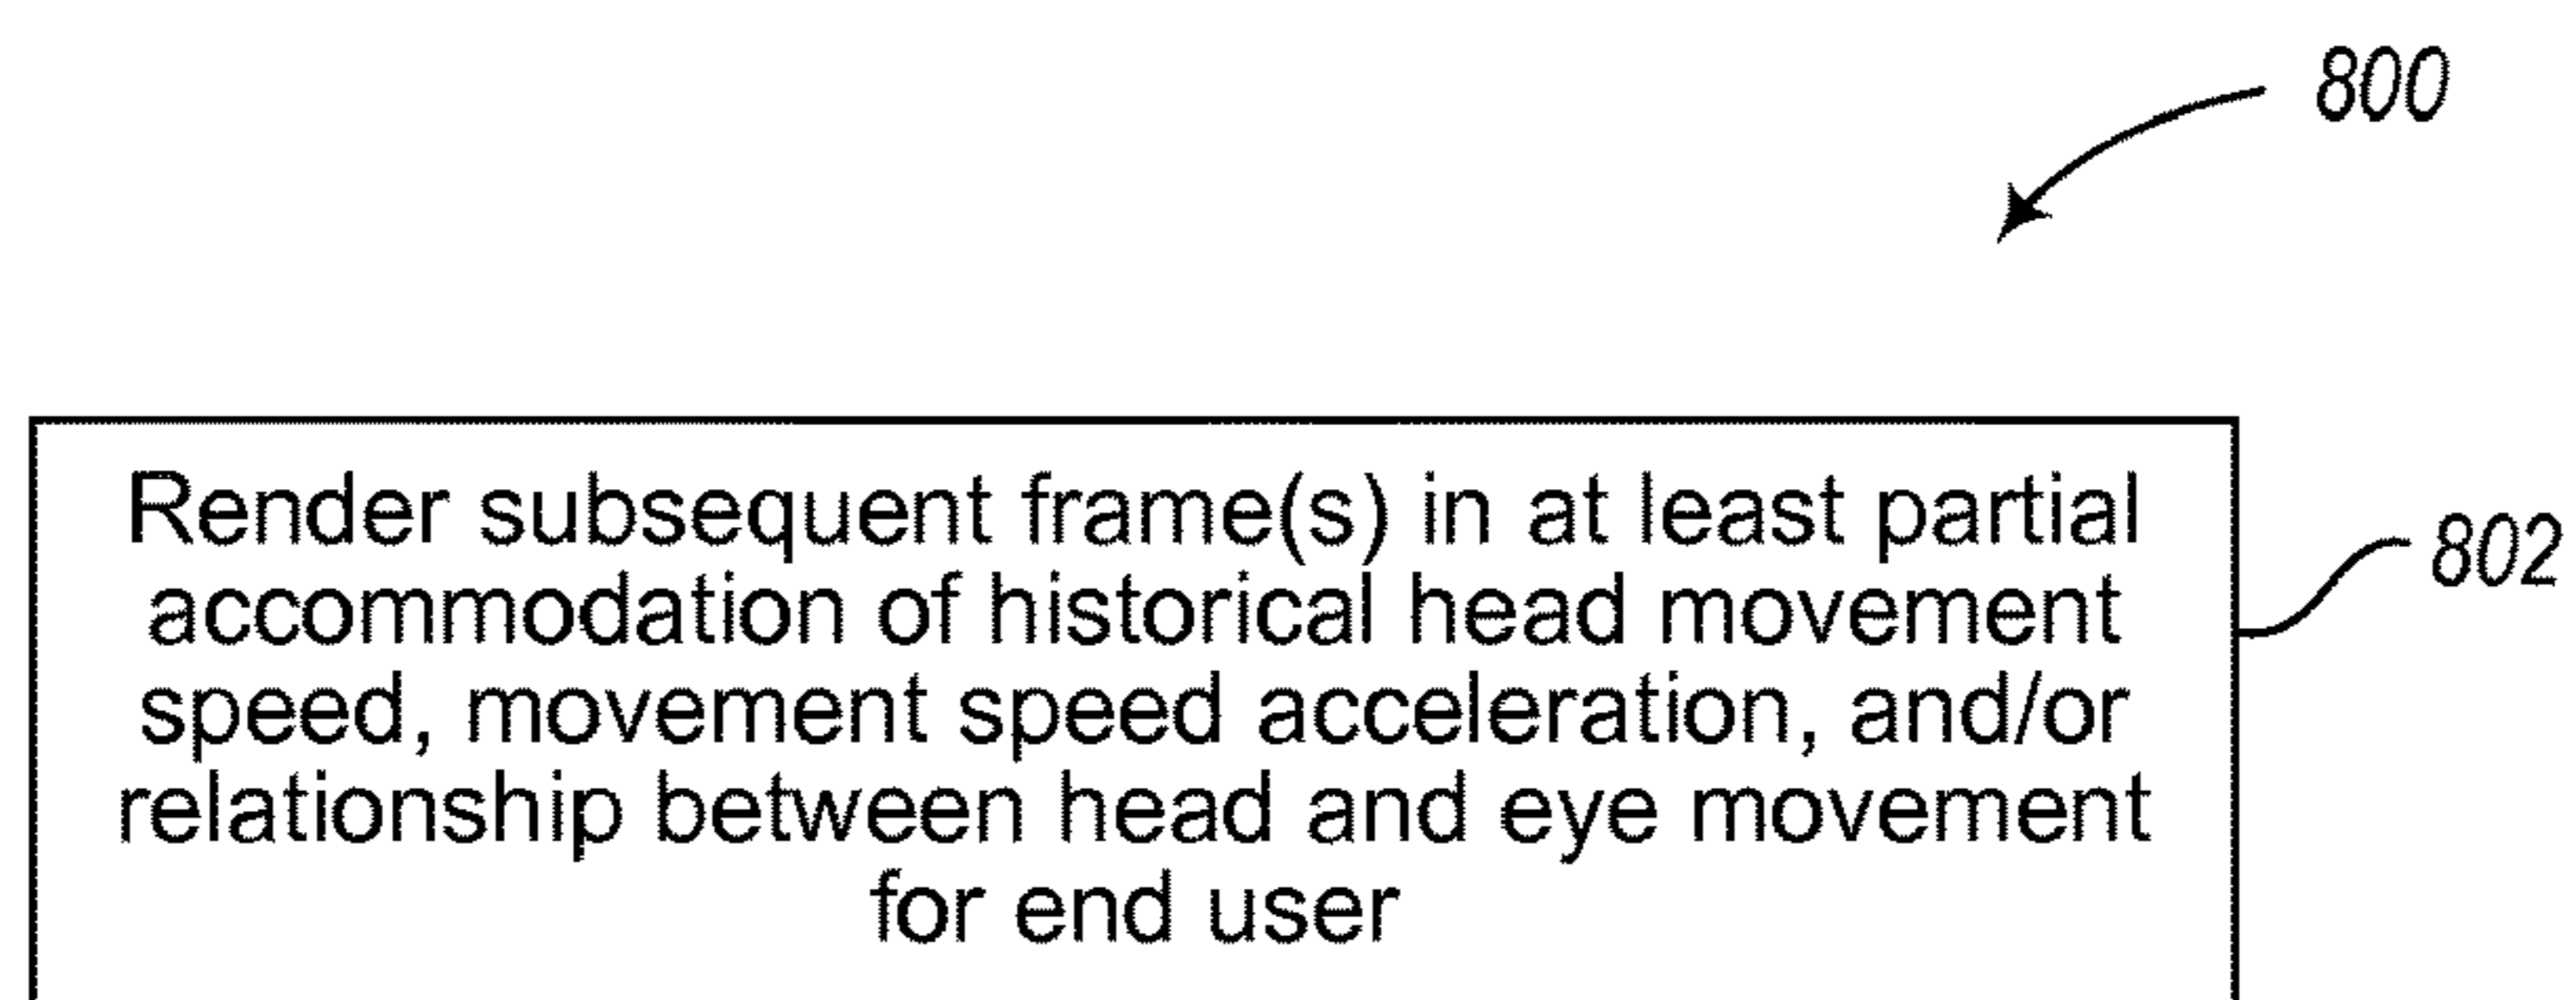 800
Render subsequent frame(s) in at least partial
accommodation of historical head movement
speed, movement speed acceleration, and/or
relationship between head and eye movement
for end user
802